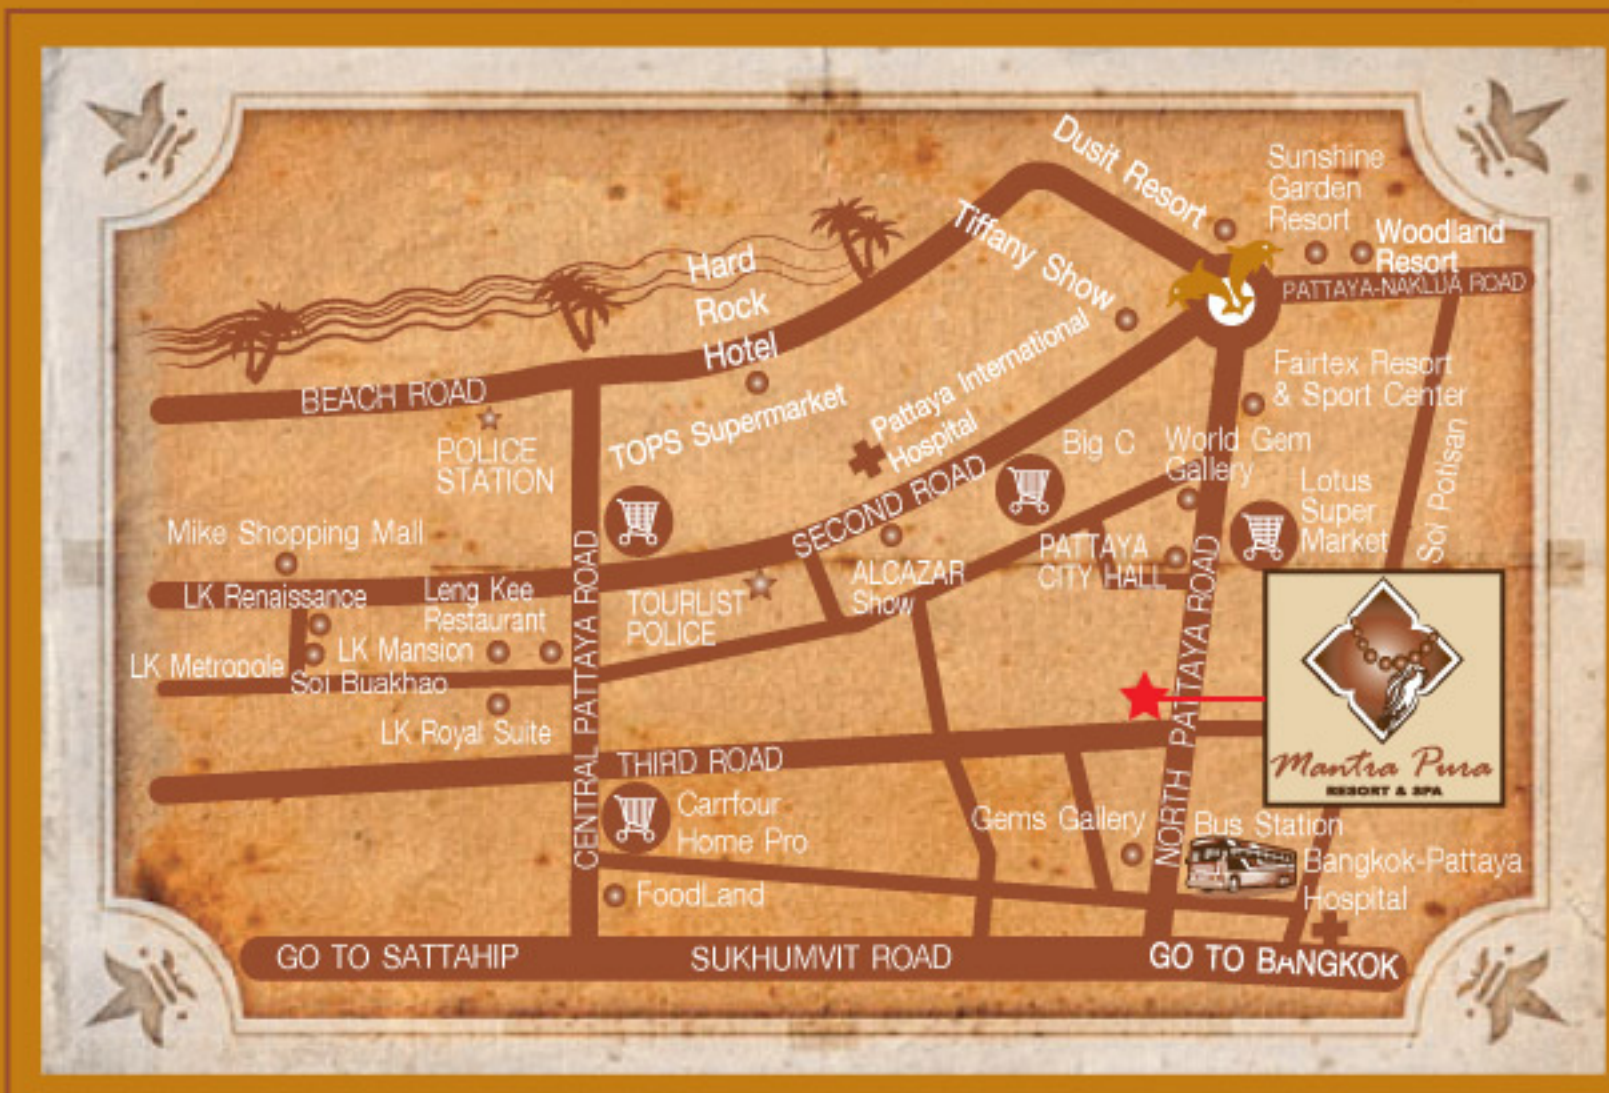 Dusit Resort
Sunshine
Garden
Resort
Woodland
Resort
Tiffany Show
PATTAYA-NAKLUA ROAD
Hard
Rock
Hotel
BEACH ROAD
POLICE
STATION
TOPS Supermarket
Pattaya International
Hospital
Fairtex Resort
& Sport Center
Big C
World Gem
Gallery
Lotus
Super
Market
Soi Potisan
SECOND ROAD
Mike Shopping Mall
LK Renaissance
Leng Kee
Restaurant
LK Mansion
LK Metropole
Soi Buakhao
LK Royal Suite
CENTRAL PATTAYA ROAD
TOURLIST
POLICE
ALCAZAR
Show
PATTAYA
CITY HALL
NORTH PATTAYA ROAD
Mantra Pura
RESORT & SPA
THIRD ROAD
Carrfour
Home Pro
FoodLand
Gems Gallery
Bus Station
Bangkok-Pattaya
Hospital
GO TO SATTAHIP
SUKHUMVIT ROAD
GO TO BANGKOK